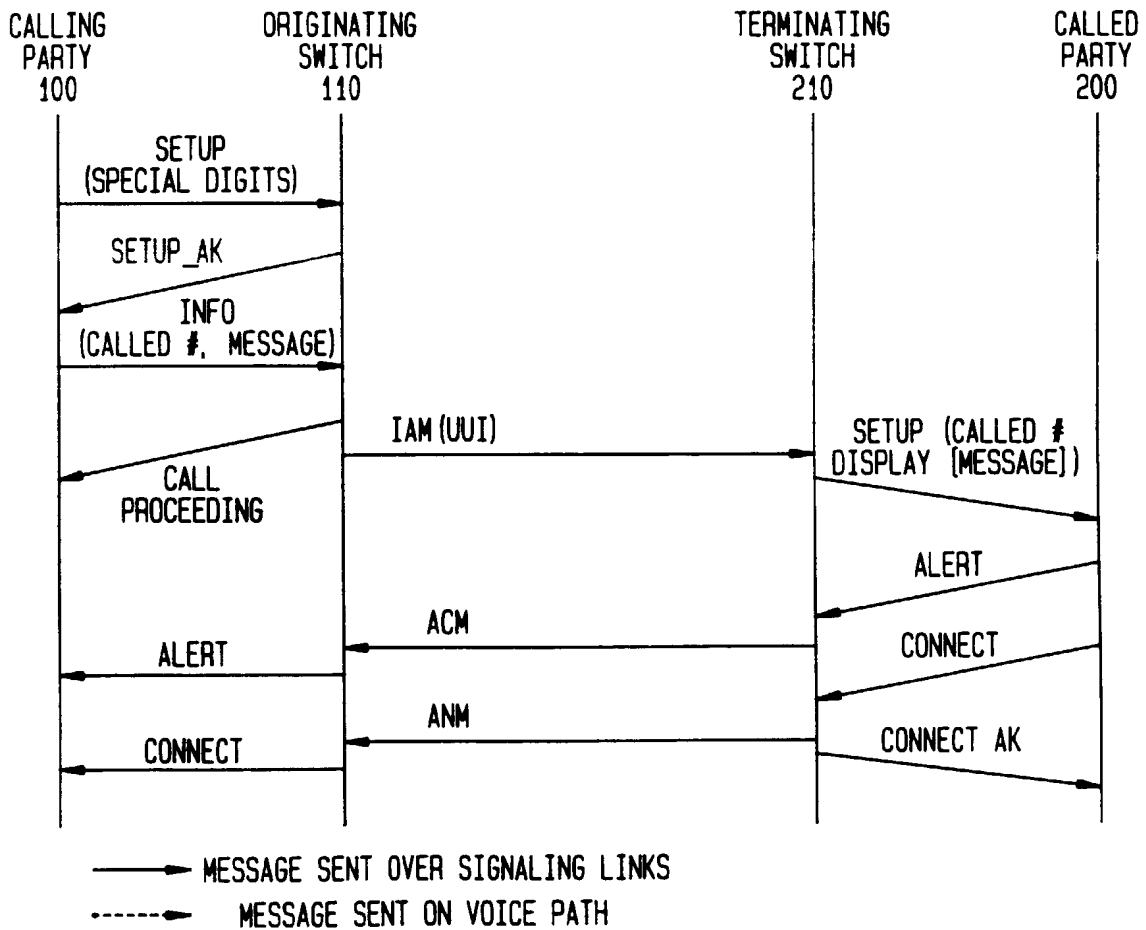 CALLING
PARTY
100
ORIGINATING
SWITCH
110
TERMINATING
SWITCH
210
CALLED
PARTY
200
SETUP
(SPECIAL DIGITS)
SETUP_AK
INFO
(CALLED #, MESSAGE)
CALL
PROCEEDING
IAM(UUI)
SETUP (CALLED #
DISPLAY [MESSAGE])
ALERT
ACM
ALERT
CONNECT
ANM
CONNECT
CONNECT AK
MESSAGE SENT OVER SIGNALING LINKS
MESSAGE SENT ON VOICE PATH